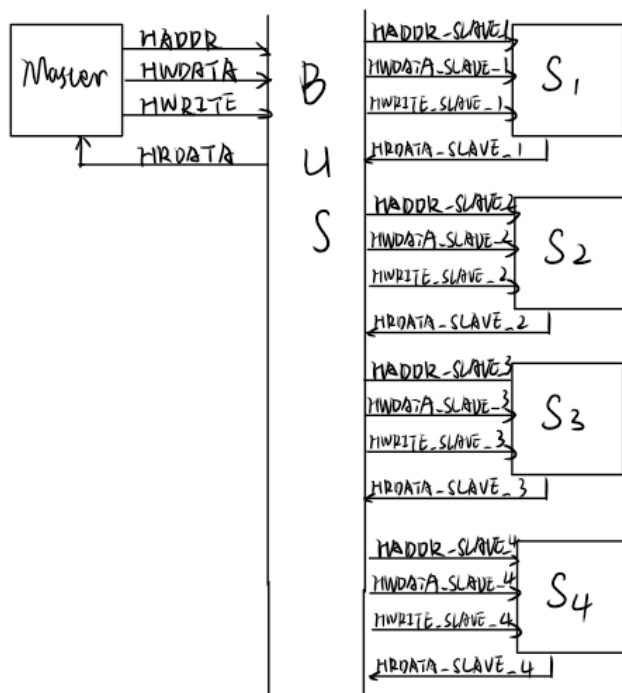 Master
HADDR
HWDATA
HWRITE
HRDATA
BUS
HADDR_SLAVE_1
HWDATA_SLAVE_1
HWRITE_SLAVE_1
HRDATA_SLAVE_1
S1
HADDR_SLAVE_2
HWDATA_SLAVE_2
HWRITE_SLAVE_2
HRDATA_SLAVE_2
S2
HADDR_SLAVE_3
HWDATA_SLAVE_3
HWRITE_SLAVE_3
HRDATA_SLAVE_3
S3
HADDR_SLAVE_4
HWDATA_SLAVE_4
HWRITE_SLAVE_4
HRDATA_SLAVE_4
S4